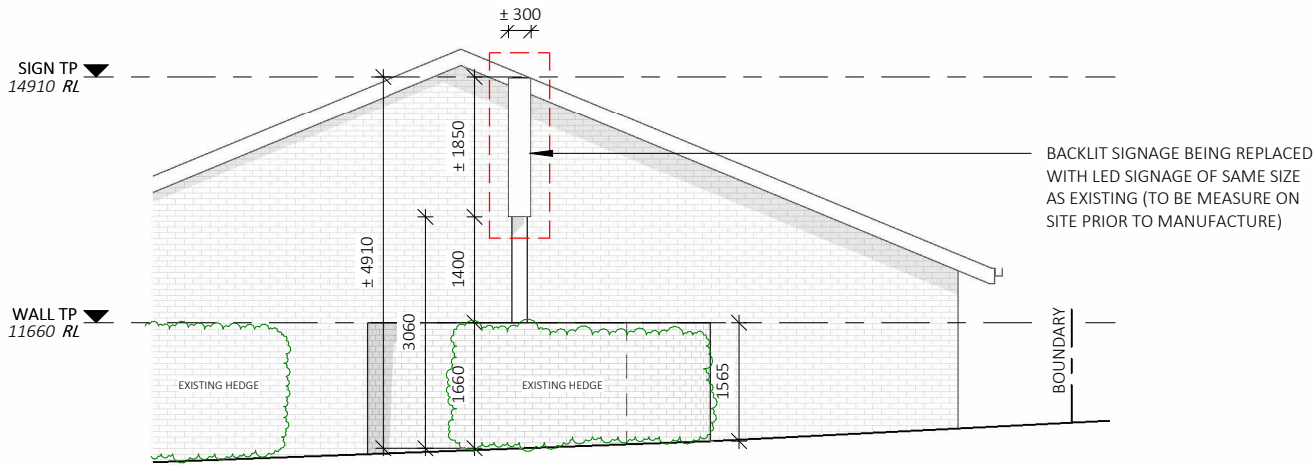 ± 300
SIGN TP
14910 RL
± 1850
BACKLIT SIGNAGE BEING REPLACED
WITH LED SIGNAGE OF SAME SIZE
AS EXISTING (TO BE MEASURE ON
SITE PRIOR TO MANUFACTURE)
± 4910
1400
WALL TP
11660 RL
3060
BOUNDARY
EXISTING HEDGE
1660
EXISTING HEDGE
1565